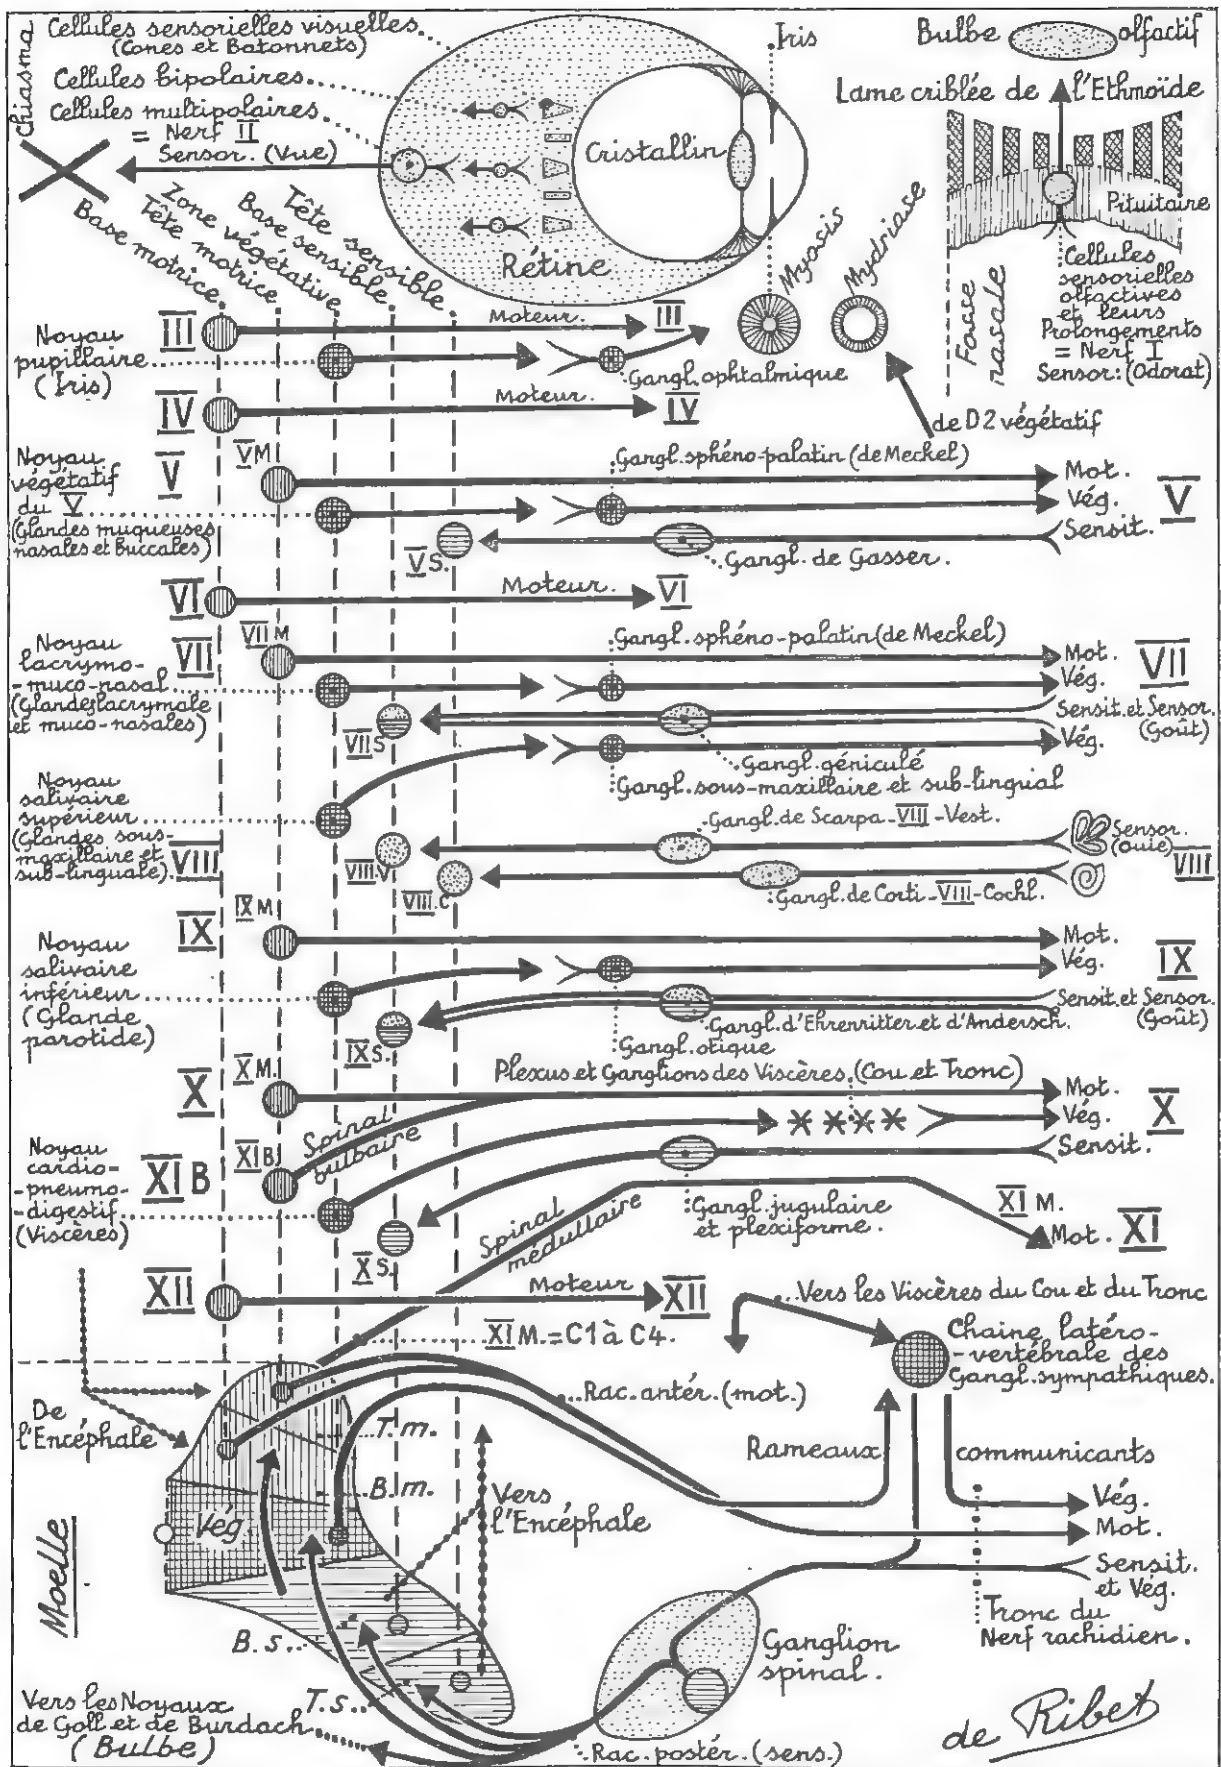 Chiasma
Cellules sensorielles visuelles
(Cones et Batonnets)
Cellules bipolaires
Cellules multipolaires
= Nerf II
Sensor. (Vue)
Iris
Cristallin
Rétine
Myosis
Mydriase
Bulbe olfactif
Lame criblée de l'Ethmoïde
Pituitaire
Cellules
sensorielles
olfactives
et leurs
Prolongements
= Nerf I
Sensor: (Odorat)
Fosse
nasale
Base motrice
Tête motrice
Zone végétative
Base sensible
Tête sensible
Noyau
pupillaire
(Iris)
III
Moteur.
III
Gangl. ophtalmique
de D2 végétatif
IV
Moteur.
IV
Noyau
végétatif
du V
(Glandes muqueuses
nasales et Buccales)
V
VM
Gangl. sphéno-palatin (de Meckel)
Mot.
Vég.
Sensit.
V
VS.
Gangl. de Gasser.
VI
Moteur.
VI
Noyau
lacrymo-
-muco-nasal
(Glandes lacrymale
et muco-nasales)
VII
VII M
Gangl. sphéno-palatin (de Meckel)
Mot.
Vég.
Sensit. et Sensor.
(Goût)
Vég.
VII
VII S
Gangl. géniculé
Gangl. sous-maxillaire et sub-lingual
Noyau
salivaire
supérieur
(Glandes sous-
maxillaire et
sub-linguale).
VIII
VIII.V
VIII.C
Gangl. de Scarpa-VIII-Vest.
Sensor.
(ouïe)
VIII
Gangl. de Corti-VIII-Cochl.
Noyau
salivaire
inférieur
(Glande
parotide)
IX
IX M.
Mot.
Vég.
Sensit. et Sensor.
(Goût)
IX
IX S.
Gangl. d'Ehrenritter et d'Andersch.
Gangl. otique
X
X M.
Plexus et Ganglions des Viscères. (Cou et Tronc)
Mot.
Vég.
Sensit.
X
Noyau
cardio-
-pneumo-
-digestif
(Viscères)
XI B
XI B.
Spinal
bulbaire
X S.
Gangl. jugulaire
et plexiforme.
Spinal
médullaire
XI M.
Mot. XI
XII
Moteur
XII
XI M. = C1 à C4.
Vers les Viscères du Cou et du Tronc
Chaine latéro-
-vertébrale des
Gangl. sympathiques.
De
l'Encéphale
Rac. antér. (mot.)
T.m.
B.m.
Vég.
Moelle
Vers
l'Encéphale
Rameaux communicants
Vég.
Mot.
Sensit.
et Vég.
Tronc du
Nerf rachidien.
B.s.
T.s
Ganglion
spinal.
Vers les Noyaux
de Goll et de Burdach
(Bulbe)
Rac. postér. (sens.)
de Ribet